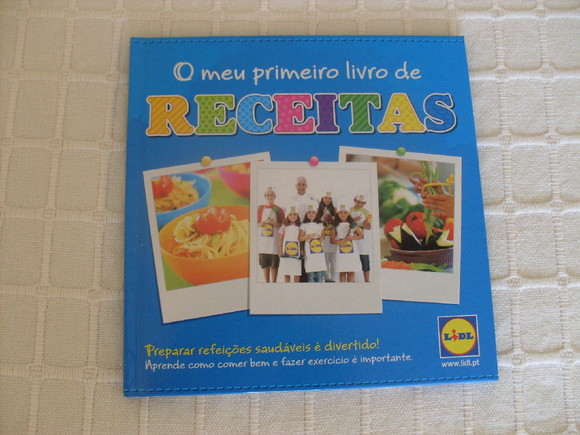 O meu primeiro livro de
RECEITAS
Preparar refeições saudáveis é divertido!
Aprende como comer bem e fazer exercício é importante.
LIDL
www.lidl.pt